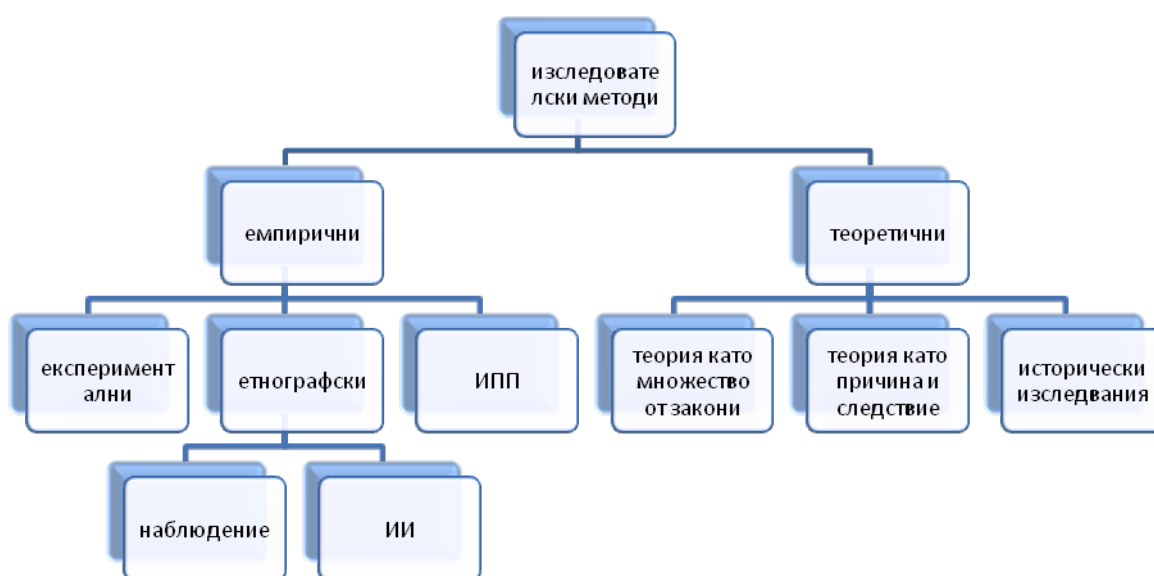 изследовате
лски методи
емпирични
теоретични
експеримент
ални
етнографски
ИПП
теория като
множество
от закони
теория като
причина и
следствие
исторически
изследвания
наблюдение
ИИ